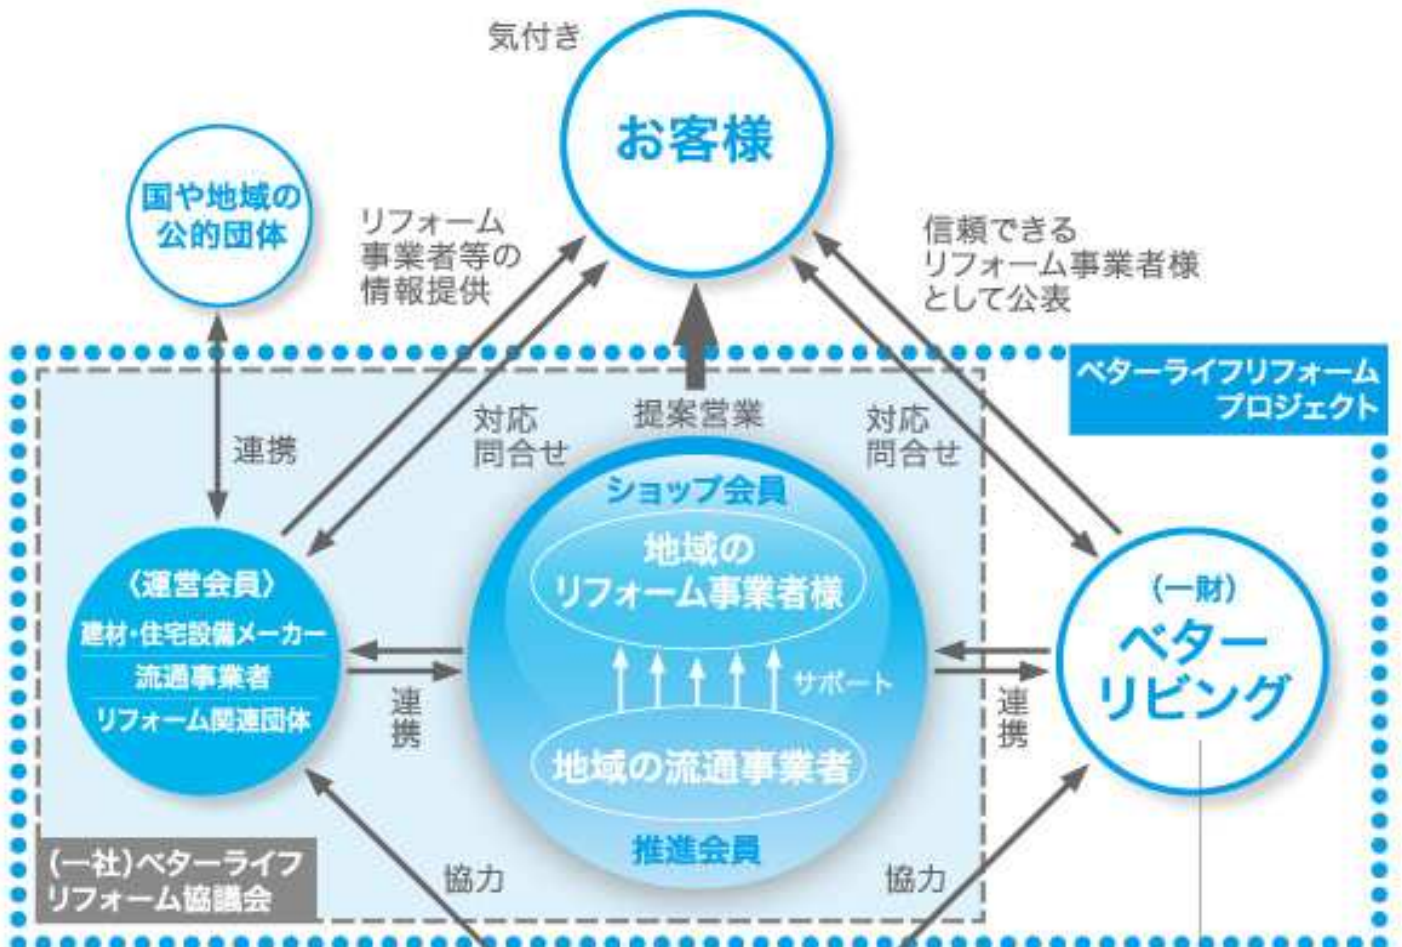 気付き
お客様
国や地域の
公的団体
リフォーム
事業者等の
情報提供
信頼できる
リフォーム事業者様
として公表
ベターライフリフォーム
プロジェクト
連携
対応
問合せ
提案営業
対応
問合せ
ショップ会員
地域の
リフォーム事業者様
サポート
地域の流通事業者
推進会員
〈運営会員〉
建材・住宅設備メーカー
流通事業者
リフォーム関連団体
連携
連携
(一財)
ベター
リビング
(一社)ベターライフ
リフォーム協議会
協力
協力